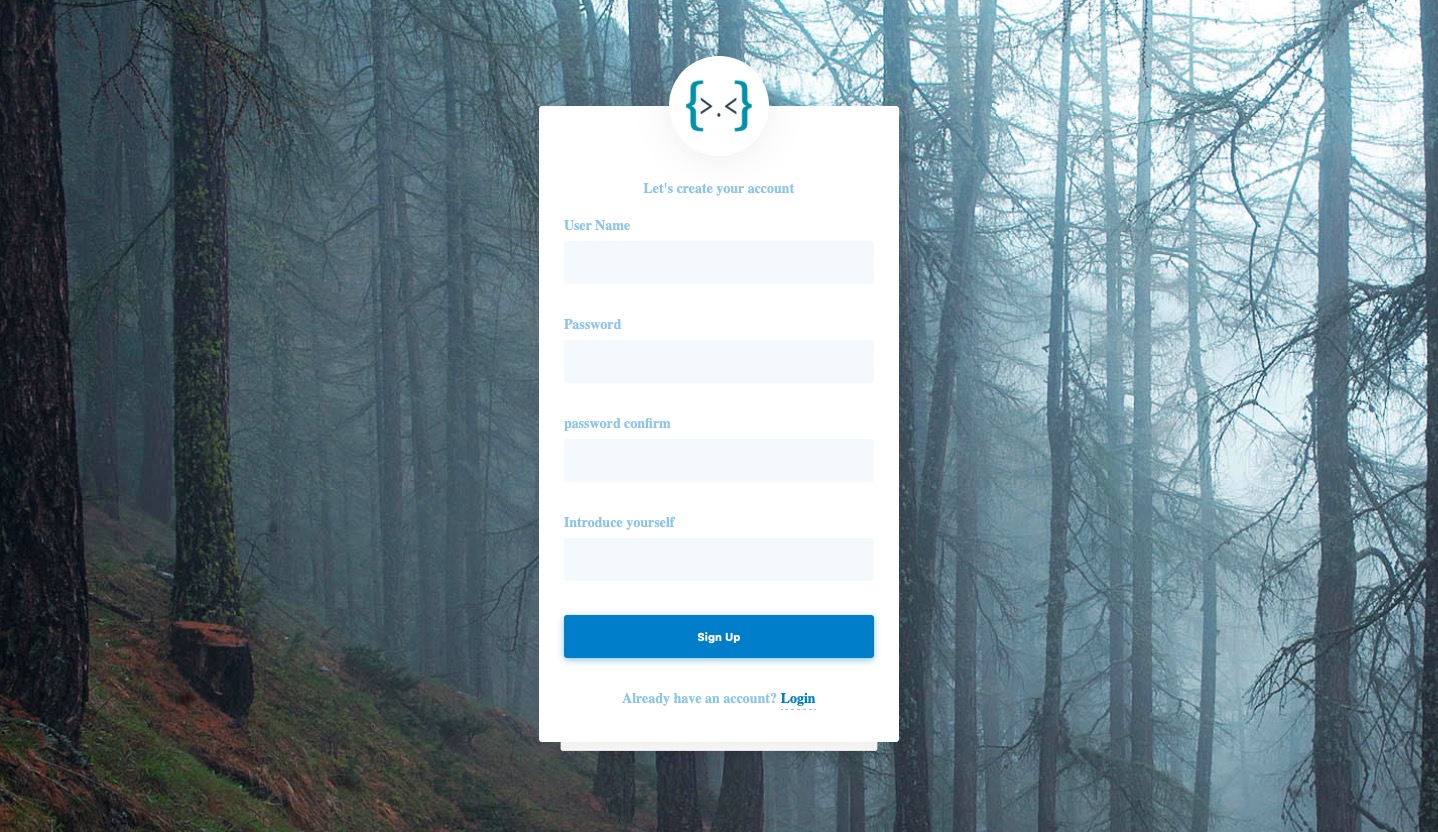 {>.<}
Let's create your account
User Name
Password
password confirm
Introduce yourself
Sign Up
Already have an account? Login